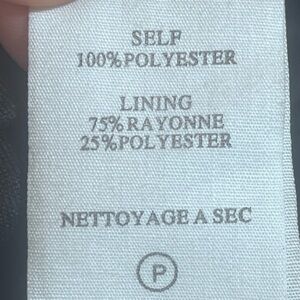 SELF
100%POLYESTER
LINING
75% RAYONNE
25%POLYESTER
NETTOYAGE A SEC
P